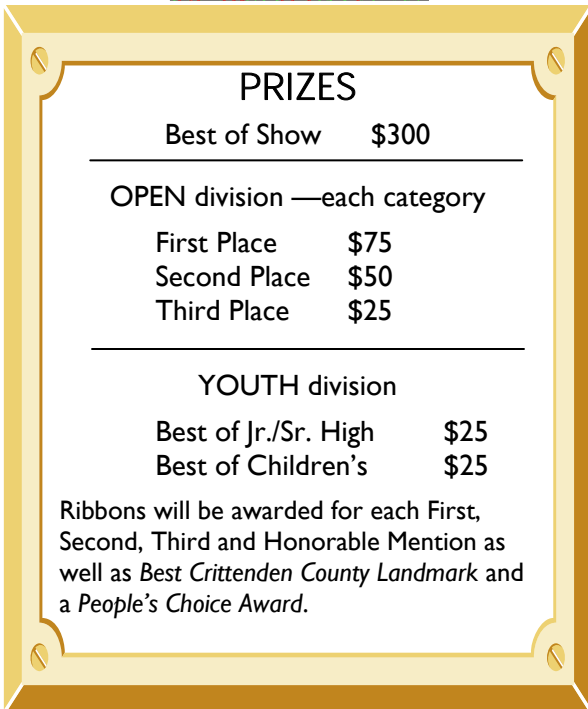 PRIZES
Best of Show $300
OPEN division —each category
First Place $75
Second Place $50
Third Place $25
YOUTH division
Best of Jr./Sr. High $25
Best of Children’s $25
Ribbons will be awarded for each First,
Second, Third and Honorable Mention as
well as Best Crittenden County Landmark and
a People’s Choice Award.